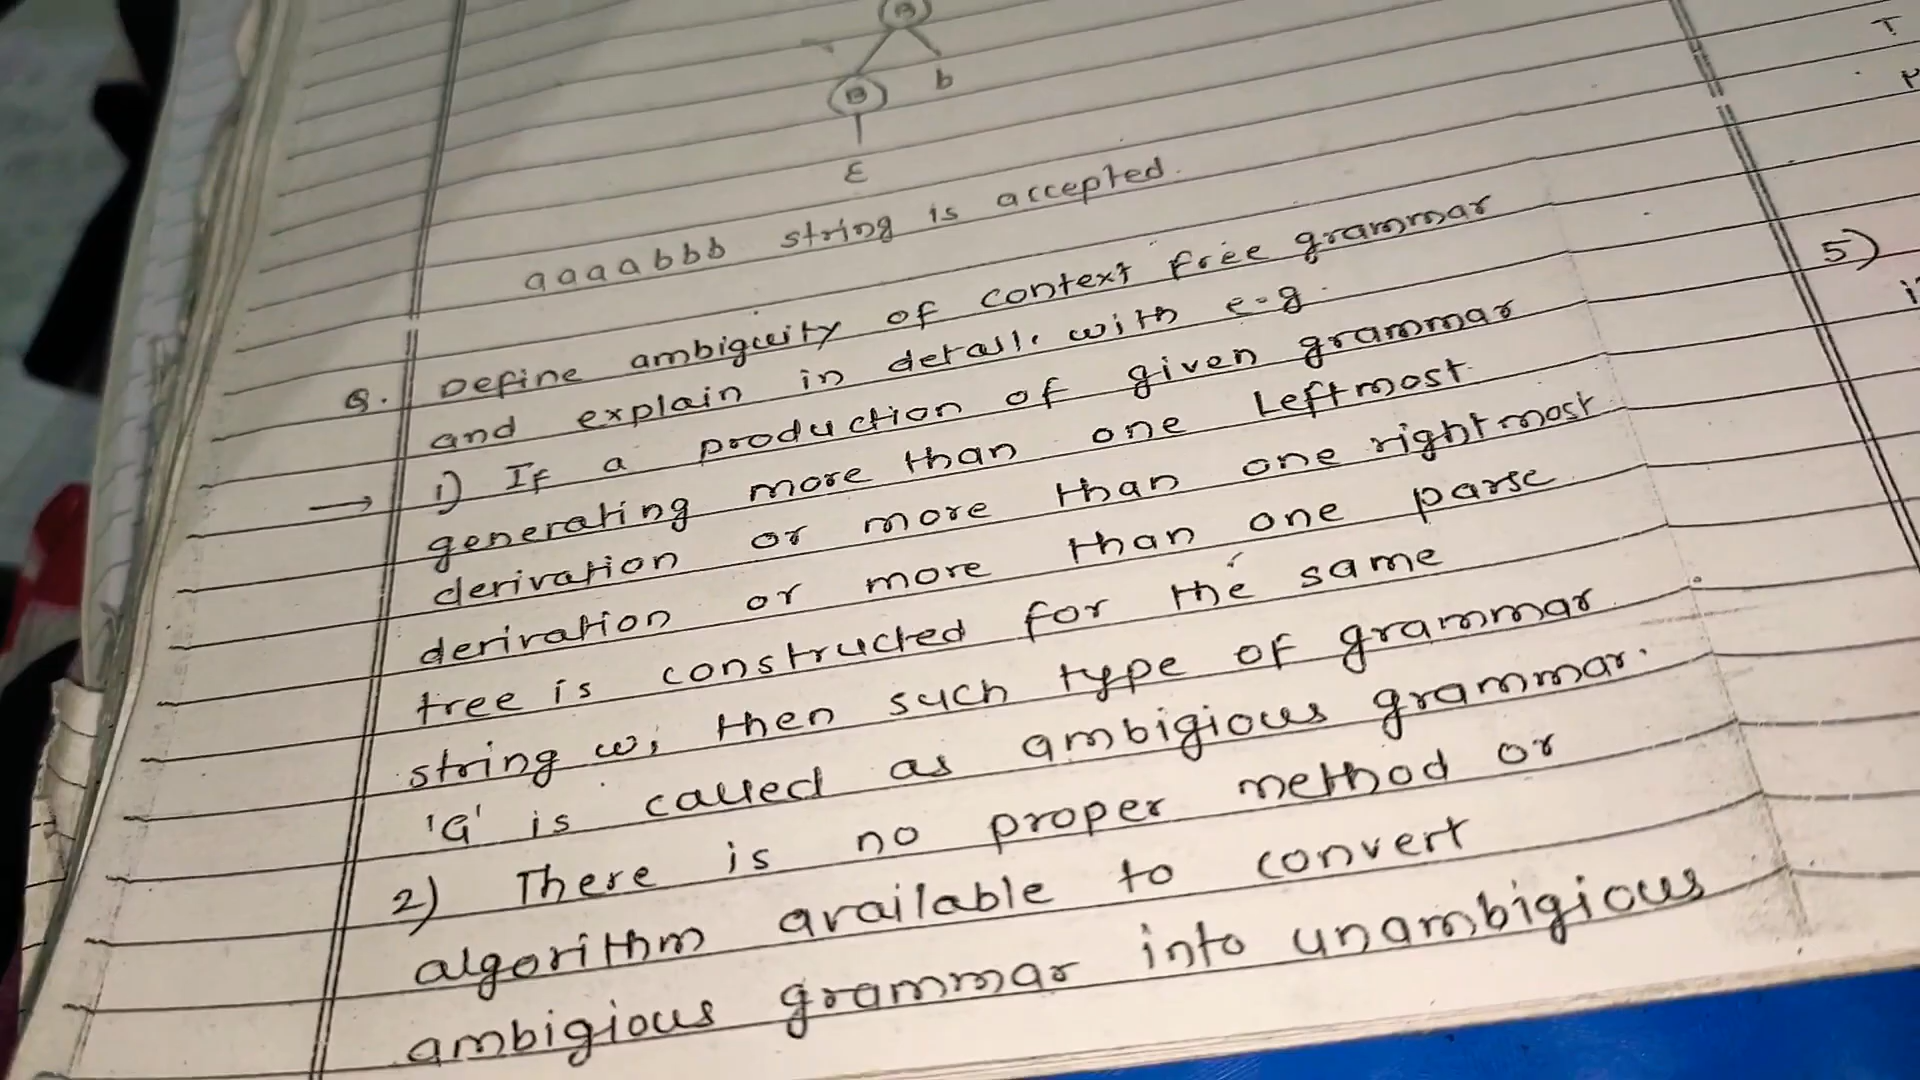 B
B b
ε
aaaabbb string is accepted.
Q. Define ambiguity of context free grammar
and explain in detail. with e.g.
→ 1) If a production of given grammar
generating more than one Leftmost
derivation or more than one rightmost
derivation or more than one parse
tree is constructed for the same
string w, then such type of grammar
'G' is called as ambigious grammar.
2) There is no proper method or
algorithm available to convert
ambigious grammar into unambigious
5)